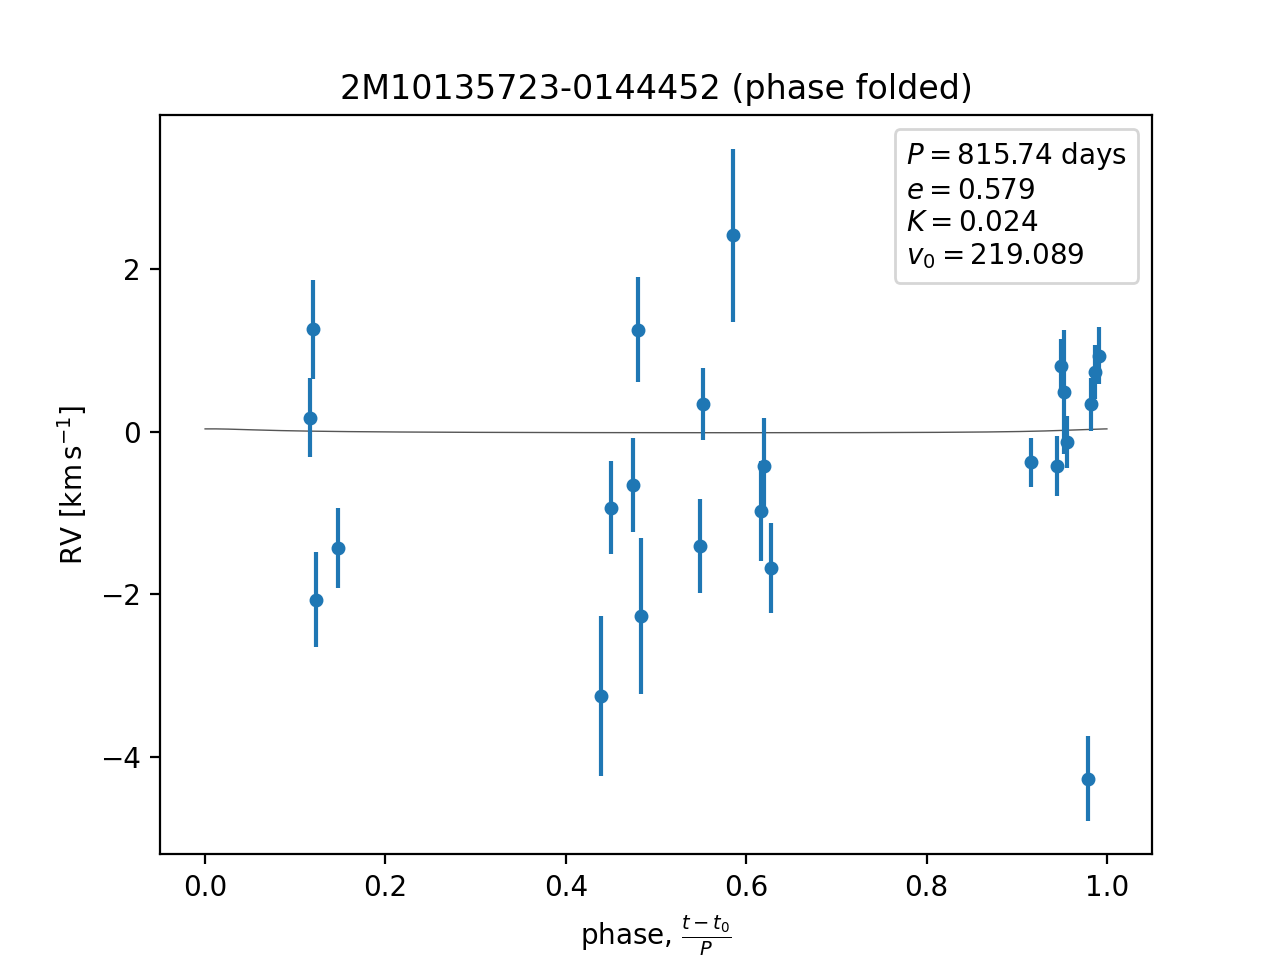 2M10135723-0144452 (phase folded)
P = 815.74 days
e = 0.579
K = 0.024
v₀ = 219.089
2
0
−2
−4
RV [km s⁻¹]
0.0 0.2 0.4 0.6 0.8 1.0
phase, (t − t₀)/P